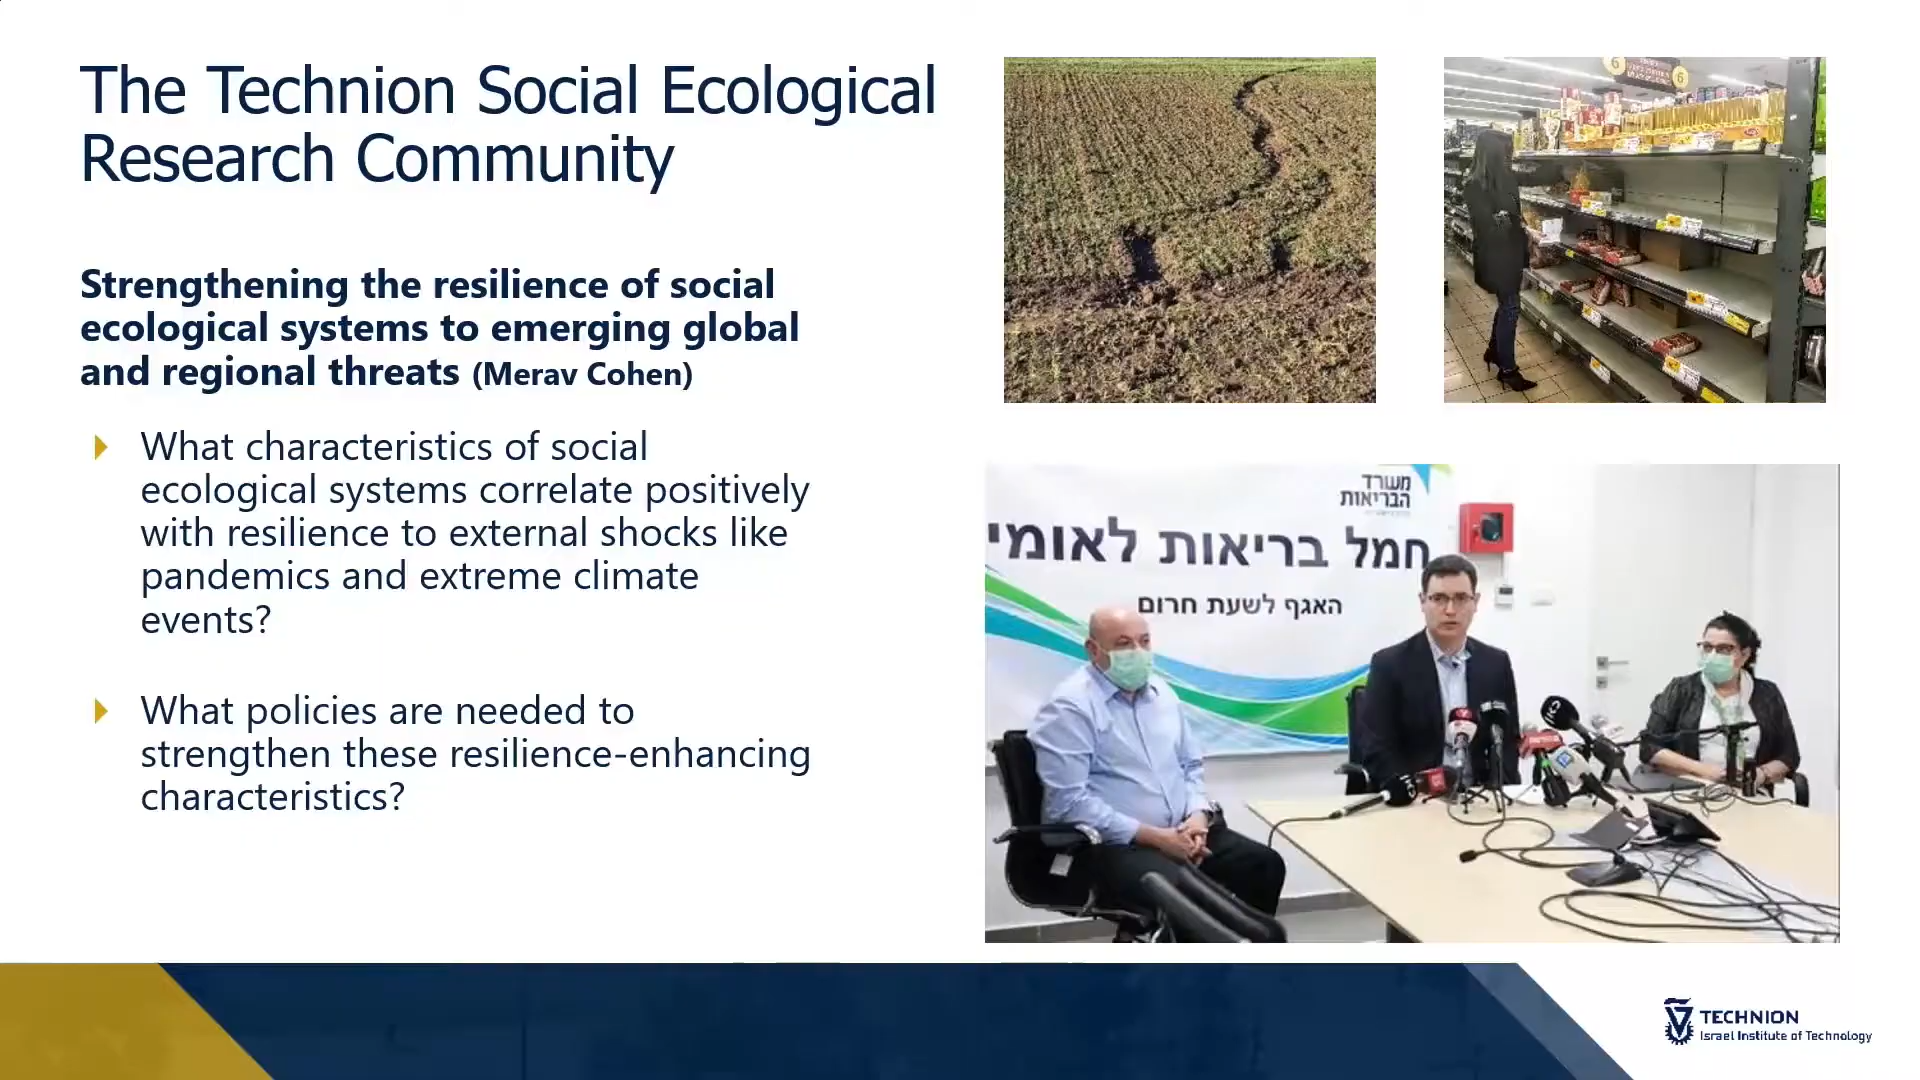 The Technion Social Ecological
Research Community
Strengthening the resilience of social
ecological systems to emerging global
and regional threats (Merav Cohen)
What characteristics of social
ecological systems correlate positively
with resilience to external shocks like
pandemics and extreme climate
events?
What policies are needed to
strengthen these resilience-enhancing
characteristics?
6
6
משרד
הבריאות
חמל בריאות לאומי
האגף לשעת חרום
כאן
TECHNION
Israel Institute of Technology